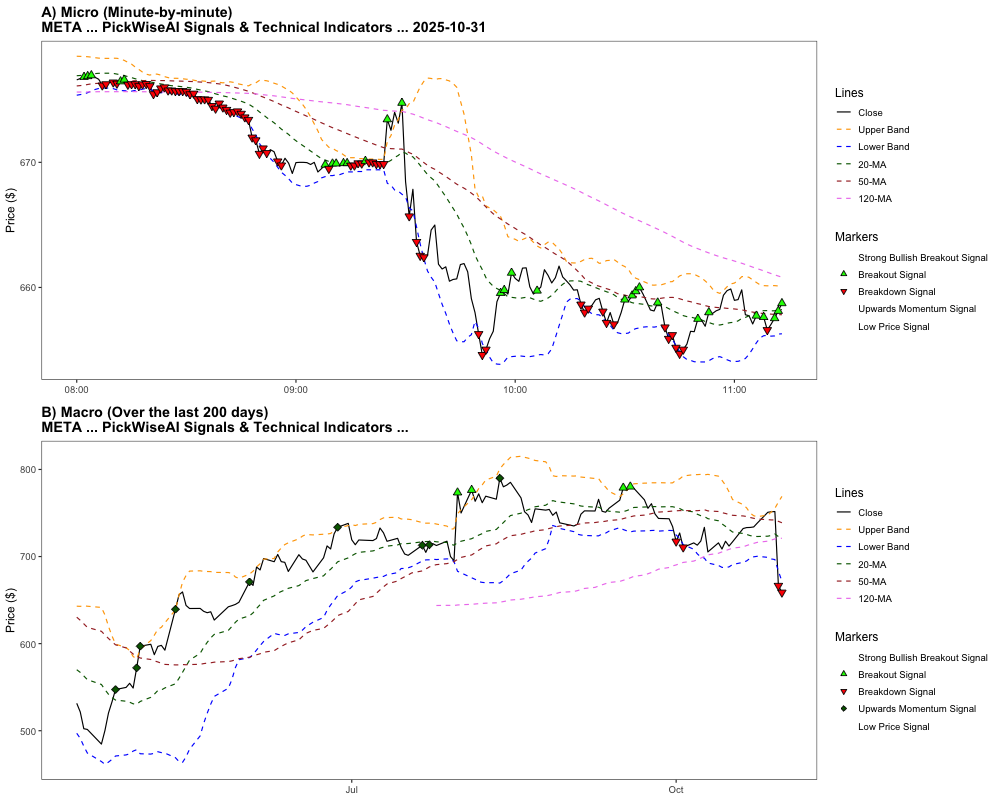 A) Micro (Minute-by-minute)
META ... PickWiseAI Signals & Technical Indicators ... 2025-10-31
Price ($)
670
660
08:00
09:00
10:00
11:00
Lines
Close
Upper Band
Lower Band
20-MA
50-MA
120-MA
Markers
Strong Bullish Breakout Signal
Breakout Signal
Breakdown Signal
Upwards Momentum Signal
Low Price Signal
B) Macro (Over the last 200 days)
META ... PickWiseAI Signals & Technical Indicators ...
Price ($)
800
700
600
500
Jul
Oct
Lines
Close
Upper Band
Lower Band
20-MA
50-MA
120-MA
Markers
Strong Bullish Breakout Signal
Breakout Signal
Breakdown Signal
Upwards Momentum Signal
Low Price Signal